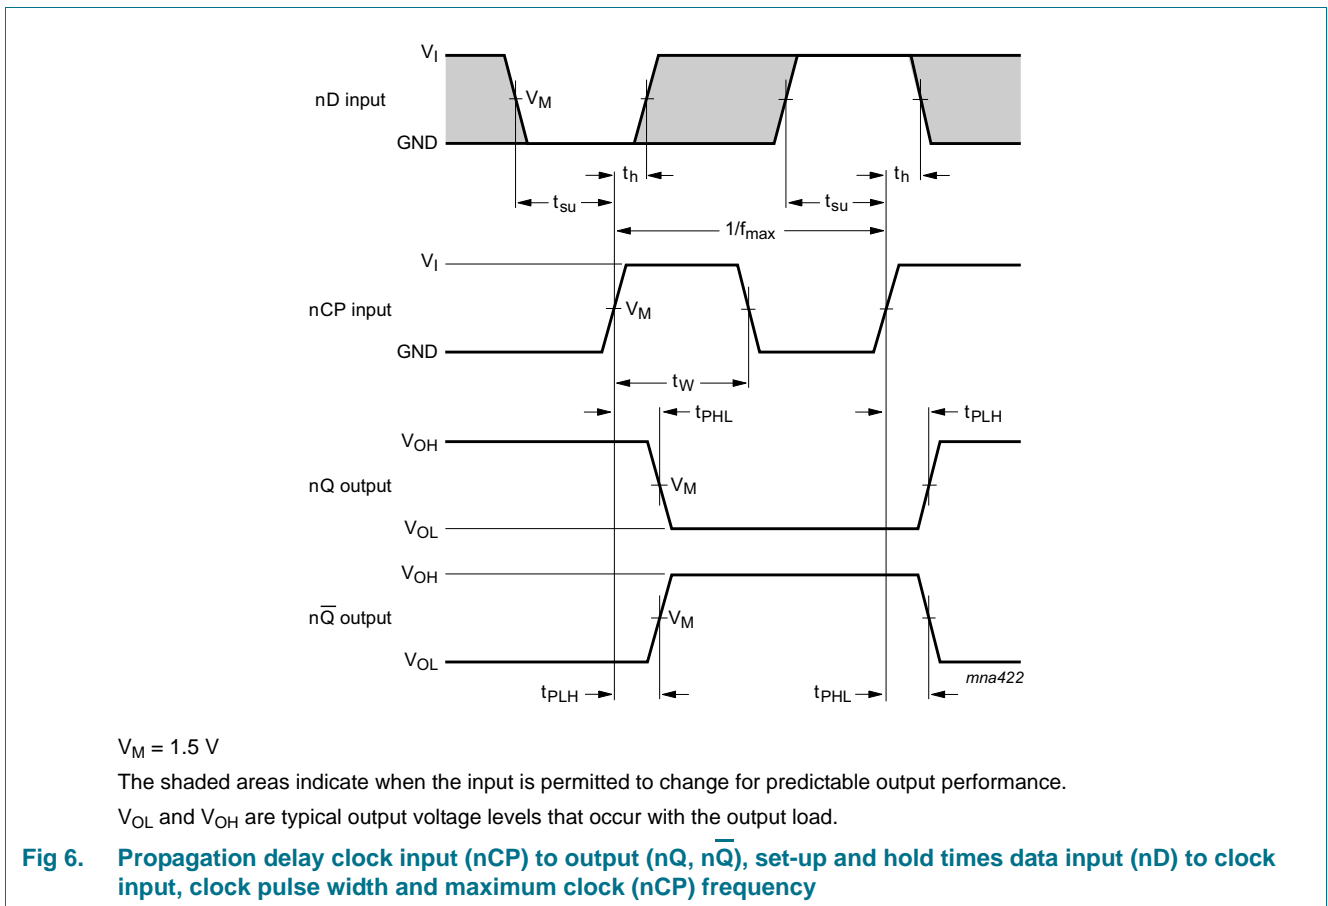 V_I
nD input
V_M
GND
t_h
t_h
t_su
t_su
1/f_max
V_I
nCP input
V_M
GND
t_W
t_PHL
t_PLH
V_OH
nQ output
V_M
V_OL
V_OH
nQ̅ output
V_M
V_OL
mna422
t_PLH
t_PHL
V_M = 1.5 V
The shaded areas indicate when the input is permitted to change for predictable output performance.
V_OL and V_OH are typical output voltage levels that occur with the output load.
Fig 6. Propagation delay clock input (nCP) to output (nQ, nQ̅), set-up and hold times data input (nD) to clock
input, clock pulse width and maximum clock (nCP) frequency